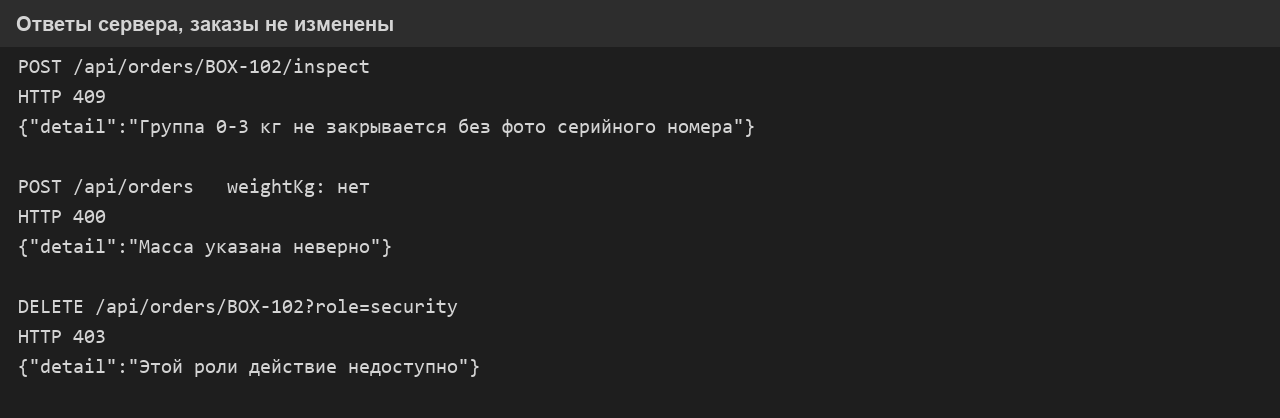 Ответы сервера, заказы не изменены
POST /api/orders/BOX-102/inspect
HTTP 409
{"detail":"Группа 0-3 кг не закрывается без фото серийного номера"}
POST /api/orders   weightKg: нет
HTTP 400
{"detail":"Масса указана неверно"}
DELETE /api/orders/BOX-102?role=security
HTTP 403
{"detail":"Этой роли действие недоступно"}